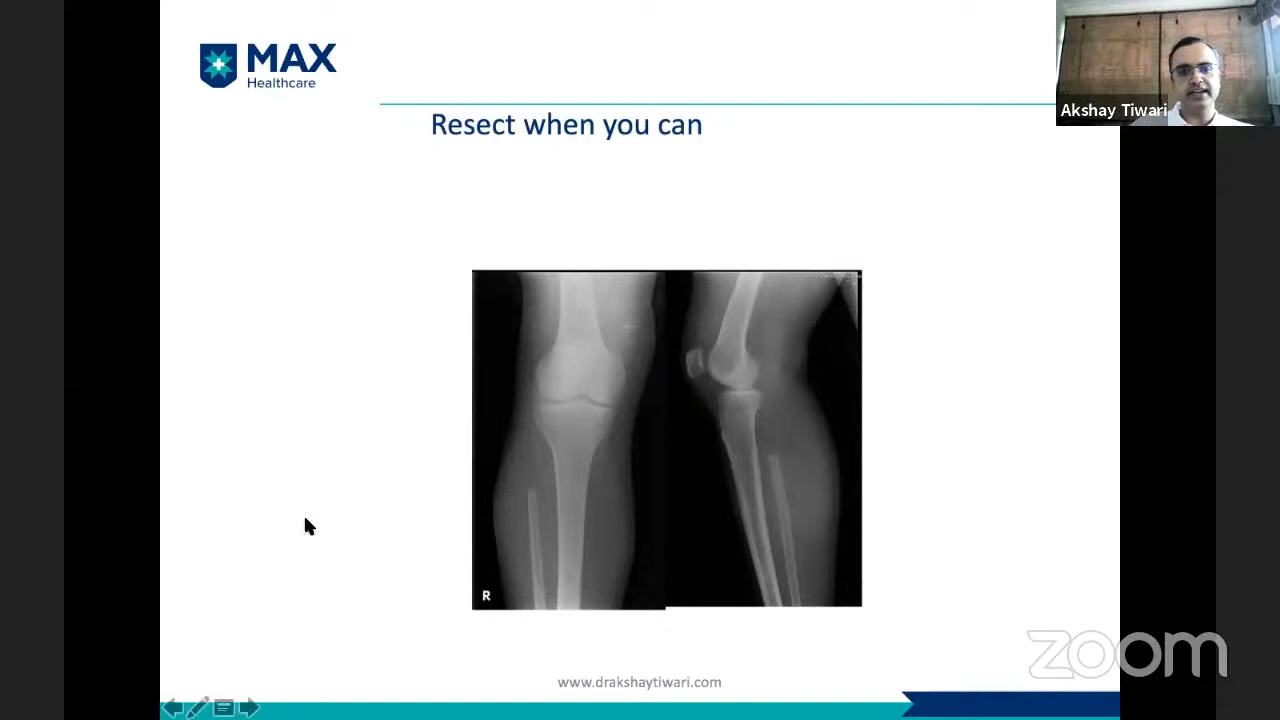 MAX
Healthcare
Akshay Tiwari
Resect when you can
R
www.drakshaytiwari.com
zoom